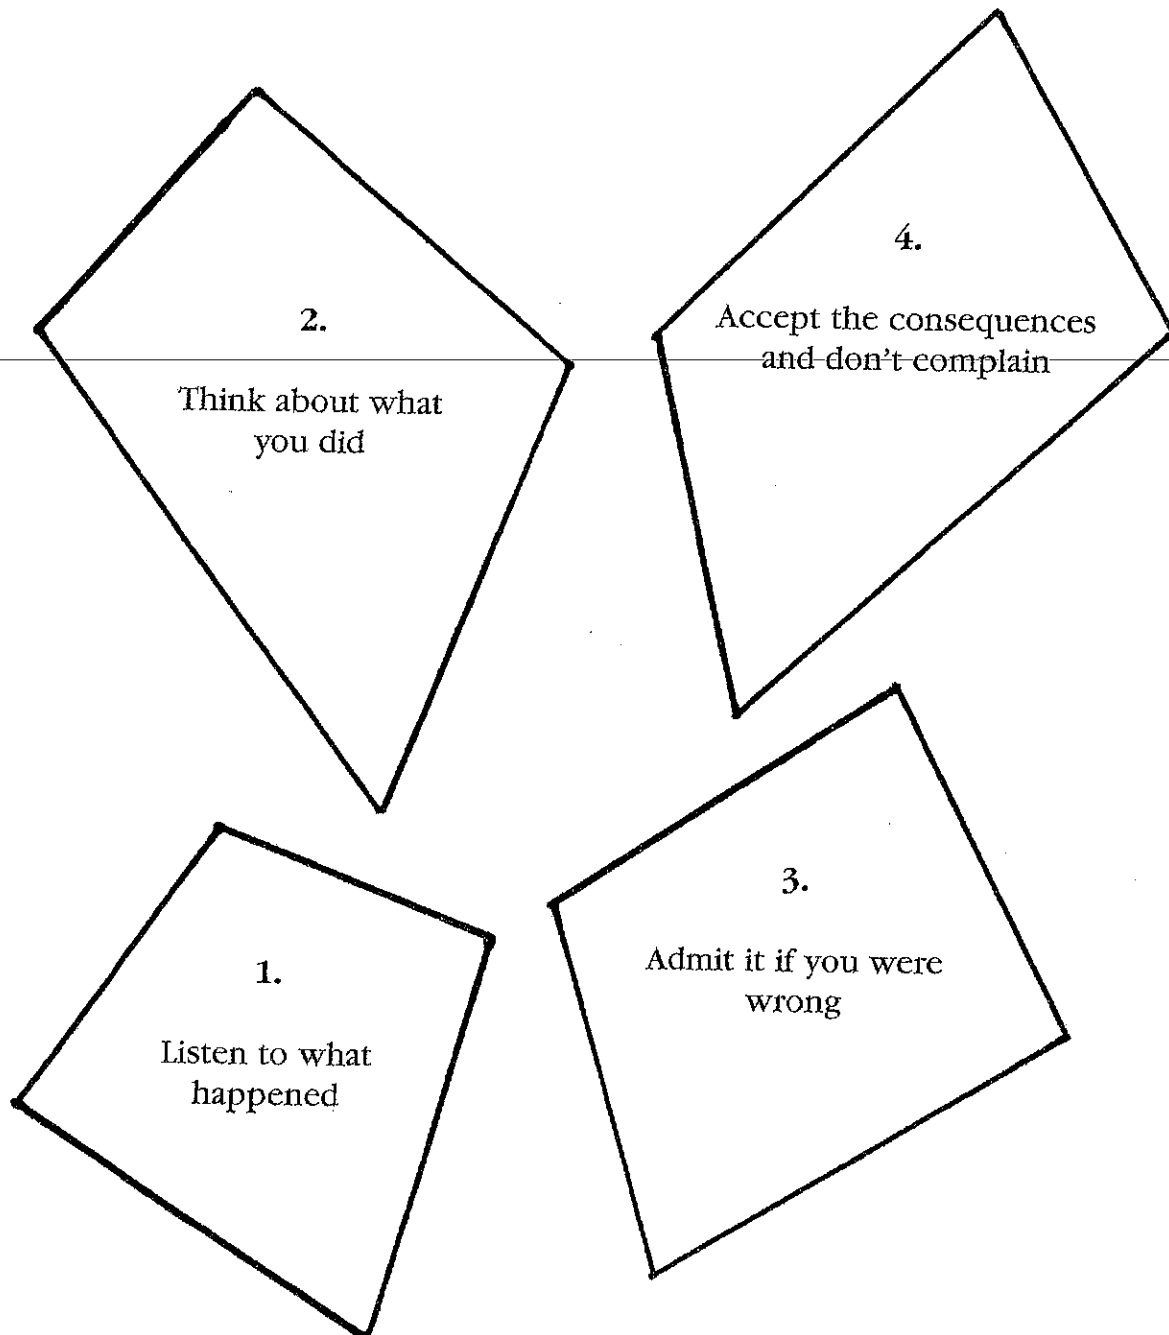 2.
Think about what
you did
4.
Accept the consequences
and don't complain
1.
Listen to what
happened
3.
Admit it if you were
wrong